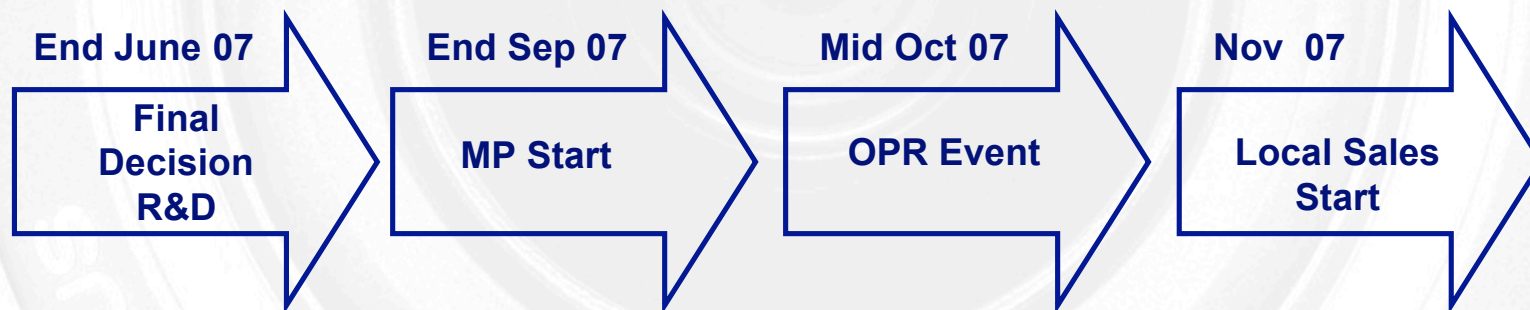 End June 07
Final
Decision
R&D
End Sep 07
MP Start
Mid Oct 07
OPR Event
Nov 07
Local Sales
Start